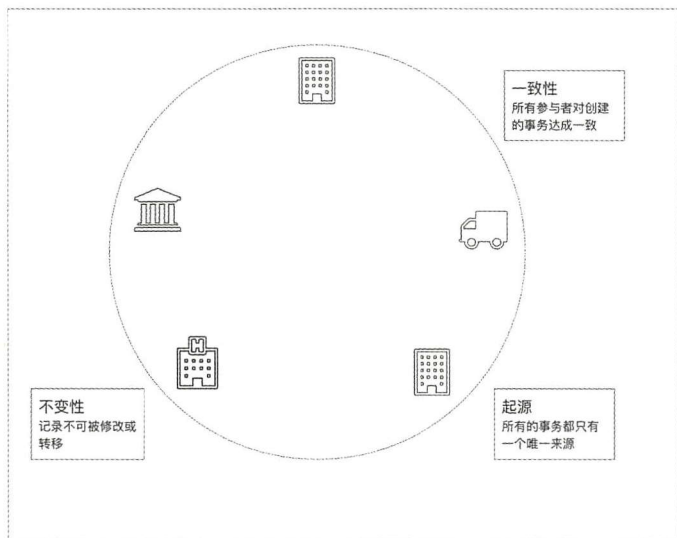 一致性
所有参与者对创建
的事务达成一致
H
不变性
记录不可被修改或
转移
起源
所有的事务都只有
一个唯一来源